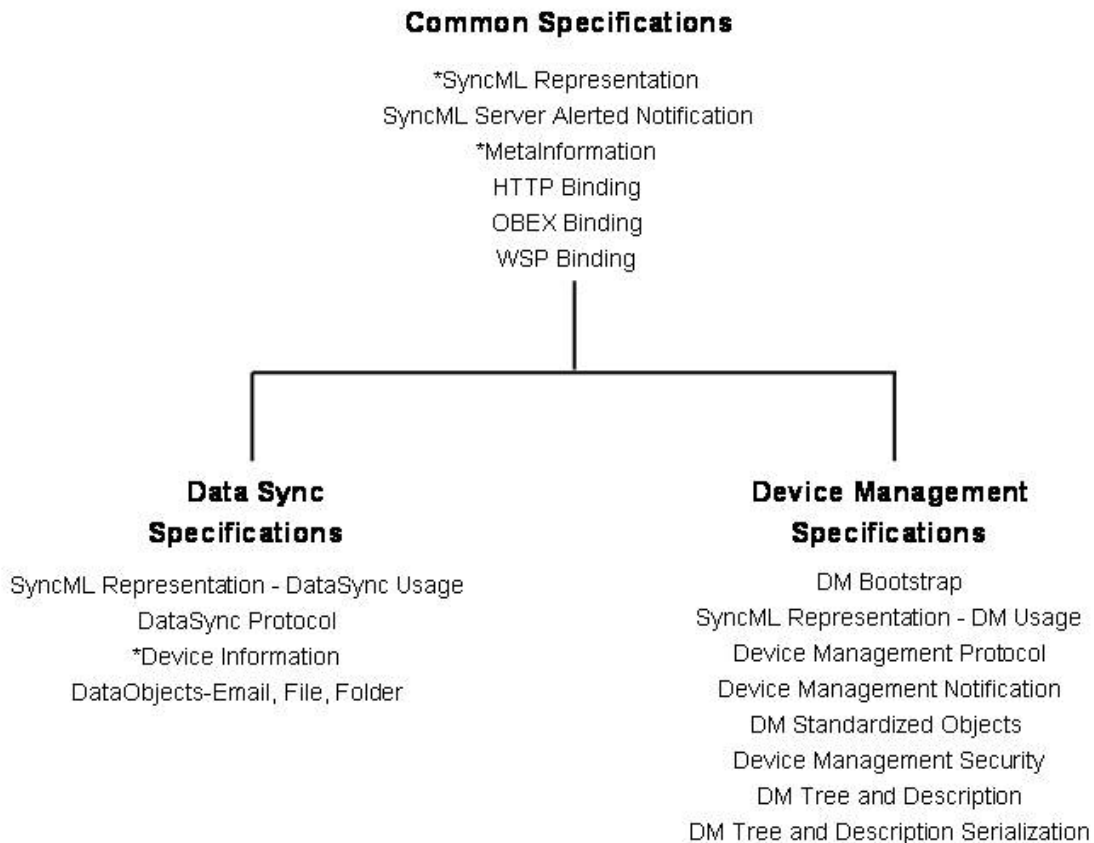 Common Specifications
*SyncML Representation
SyncML Server Alerted Notification
*MetaInformation
HTTP Binding
OBEX Binding
WSP Binding
Data Sync
Specifications
SyncML Representation - DataSync Usage
DataSync Protocol
*Device Information
DataObjects-Email, File, Folder
Device Management
Specifications
DM Bootstrap
SyncML Representation - DM Usage
Device Management Protocol
Device Management Notification
DM Standardized Objects
Device Management Security
DM Tree and Description
DM Tree and Description Serialization